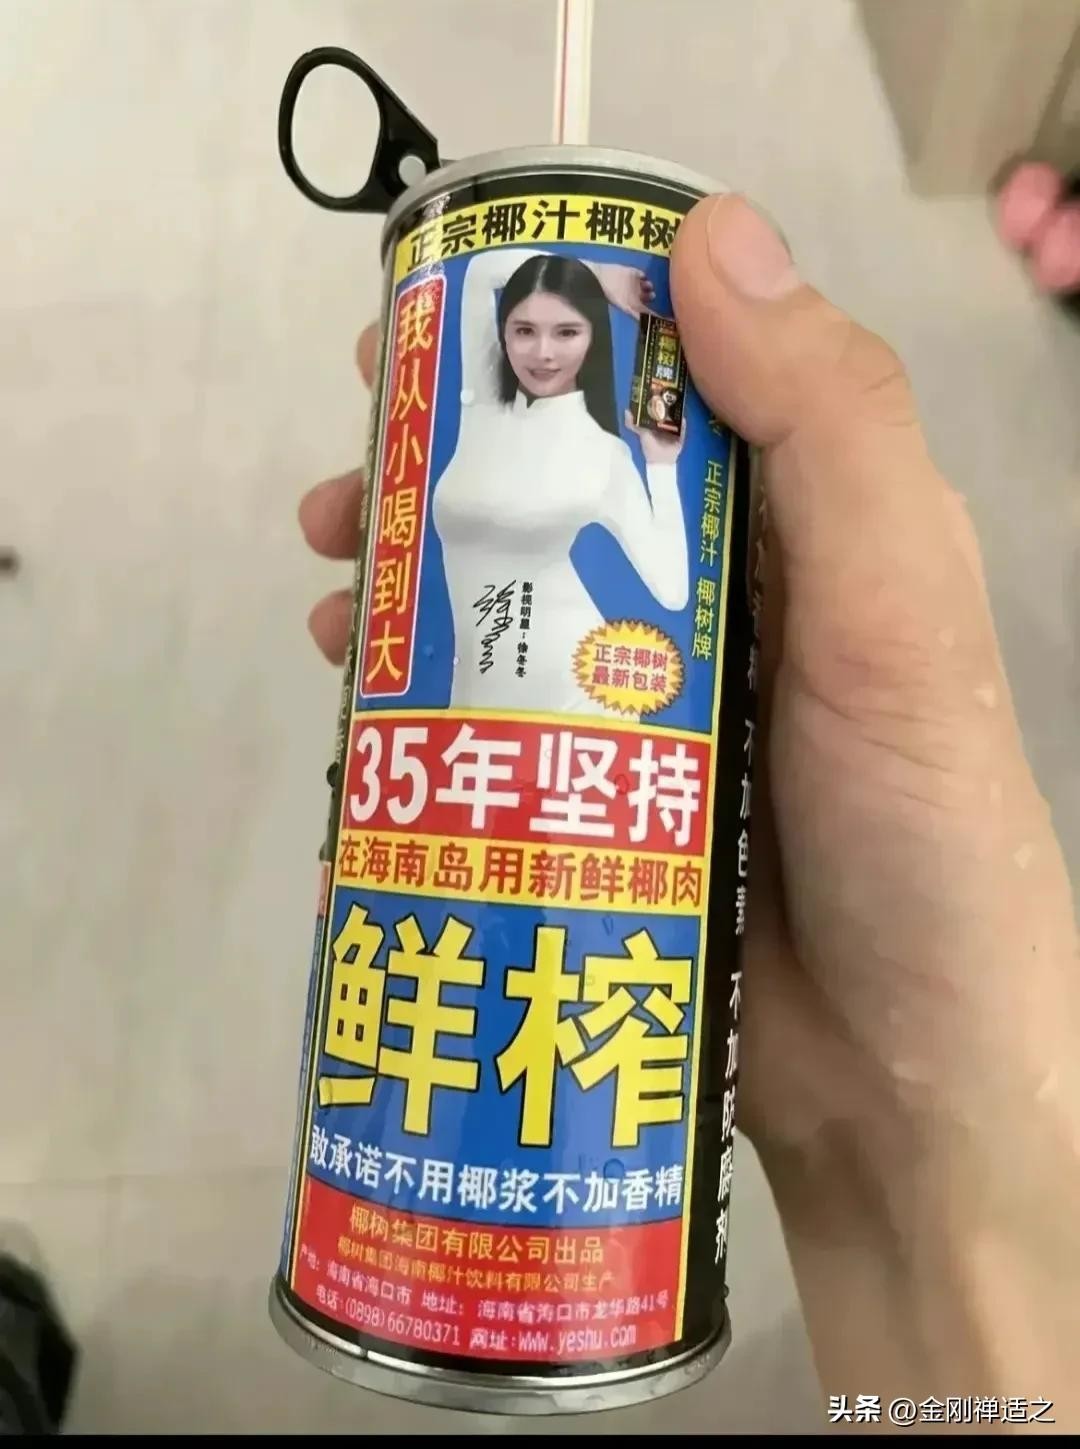 正宗椰汁椰树
我从小喝到大
椰树牌
正宗椰汁 椰树牌
影视明星：徐冬冬
正宗椰树
最新包装
35年坚持
在海南岛用新鲜椰肉
鲜榨
敢承诺不用椰浆不加香精
椰树集团有限公司出品
椰树集团海南椰汁饮料有限公司生产
产地：海南省海口市 地址：海南省海口市龙华路41号
电话：(0898)66780371 网址：www.yeshu.com
不加色素 不加防腐剂
头条 @金刚禅适之